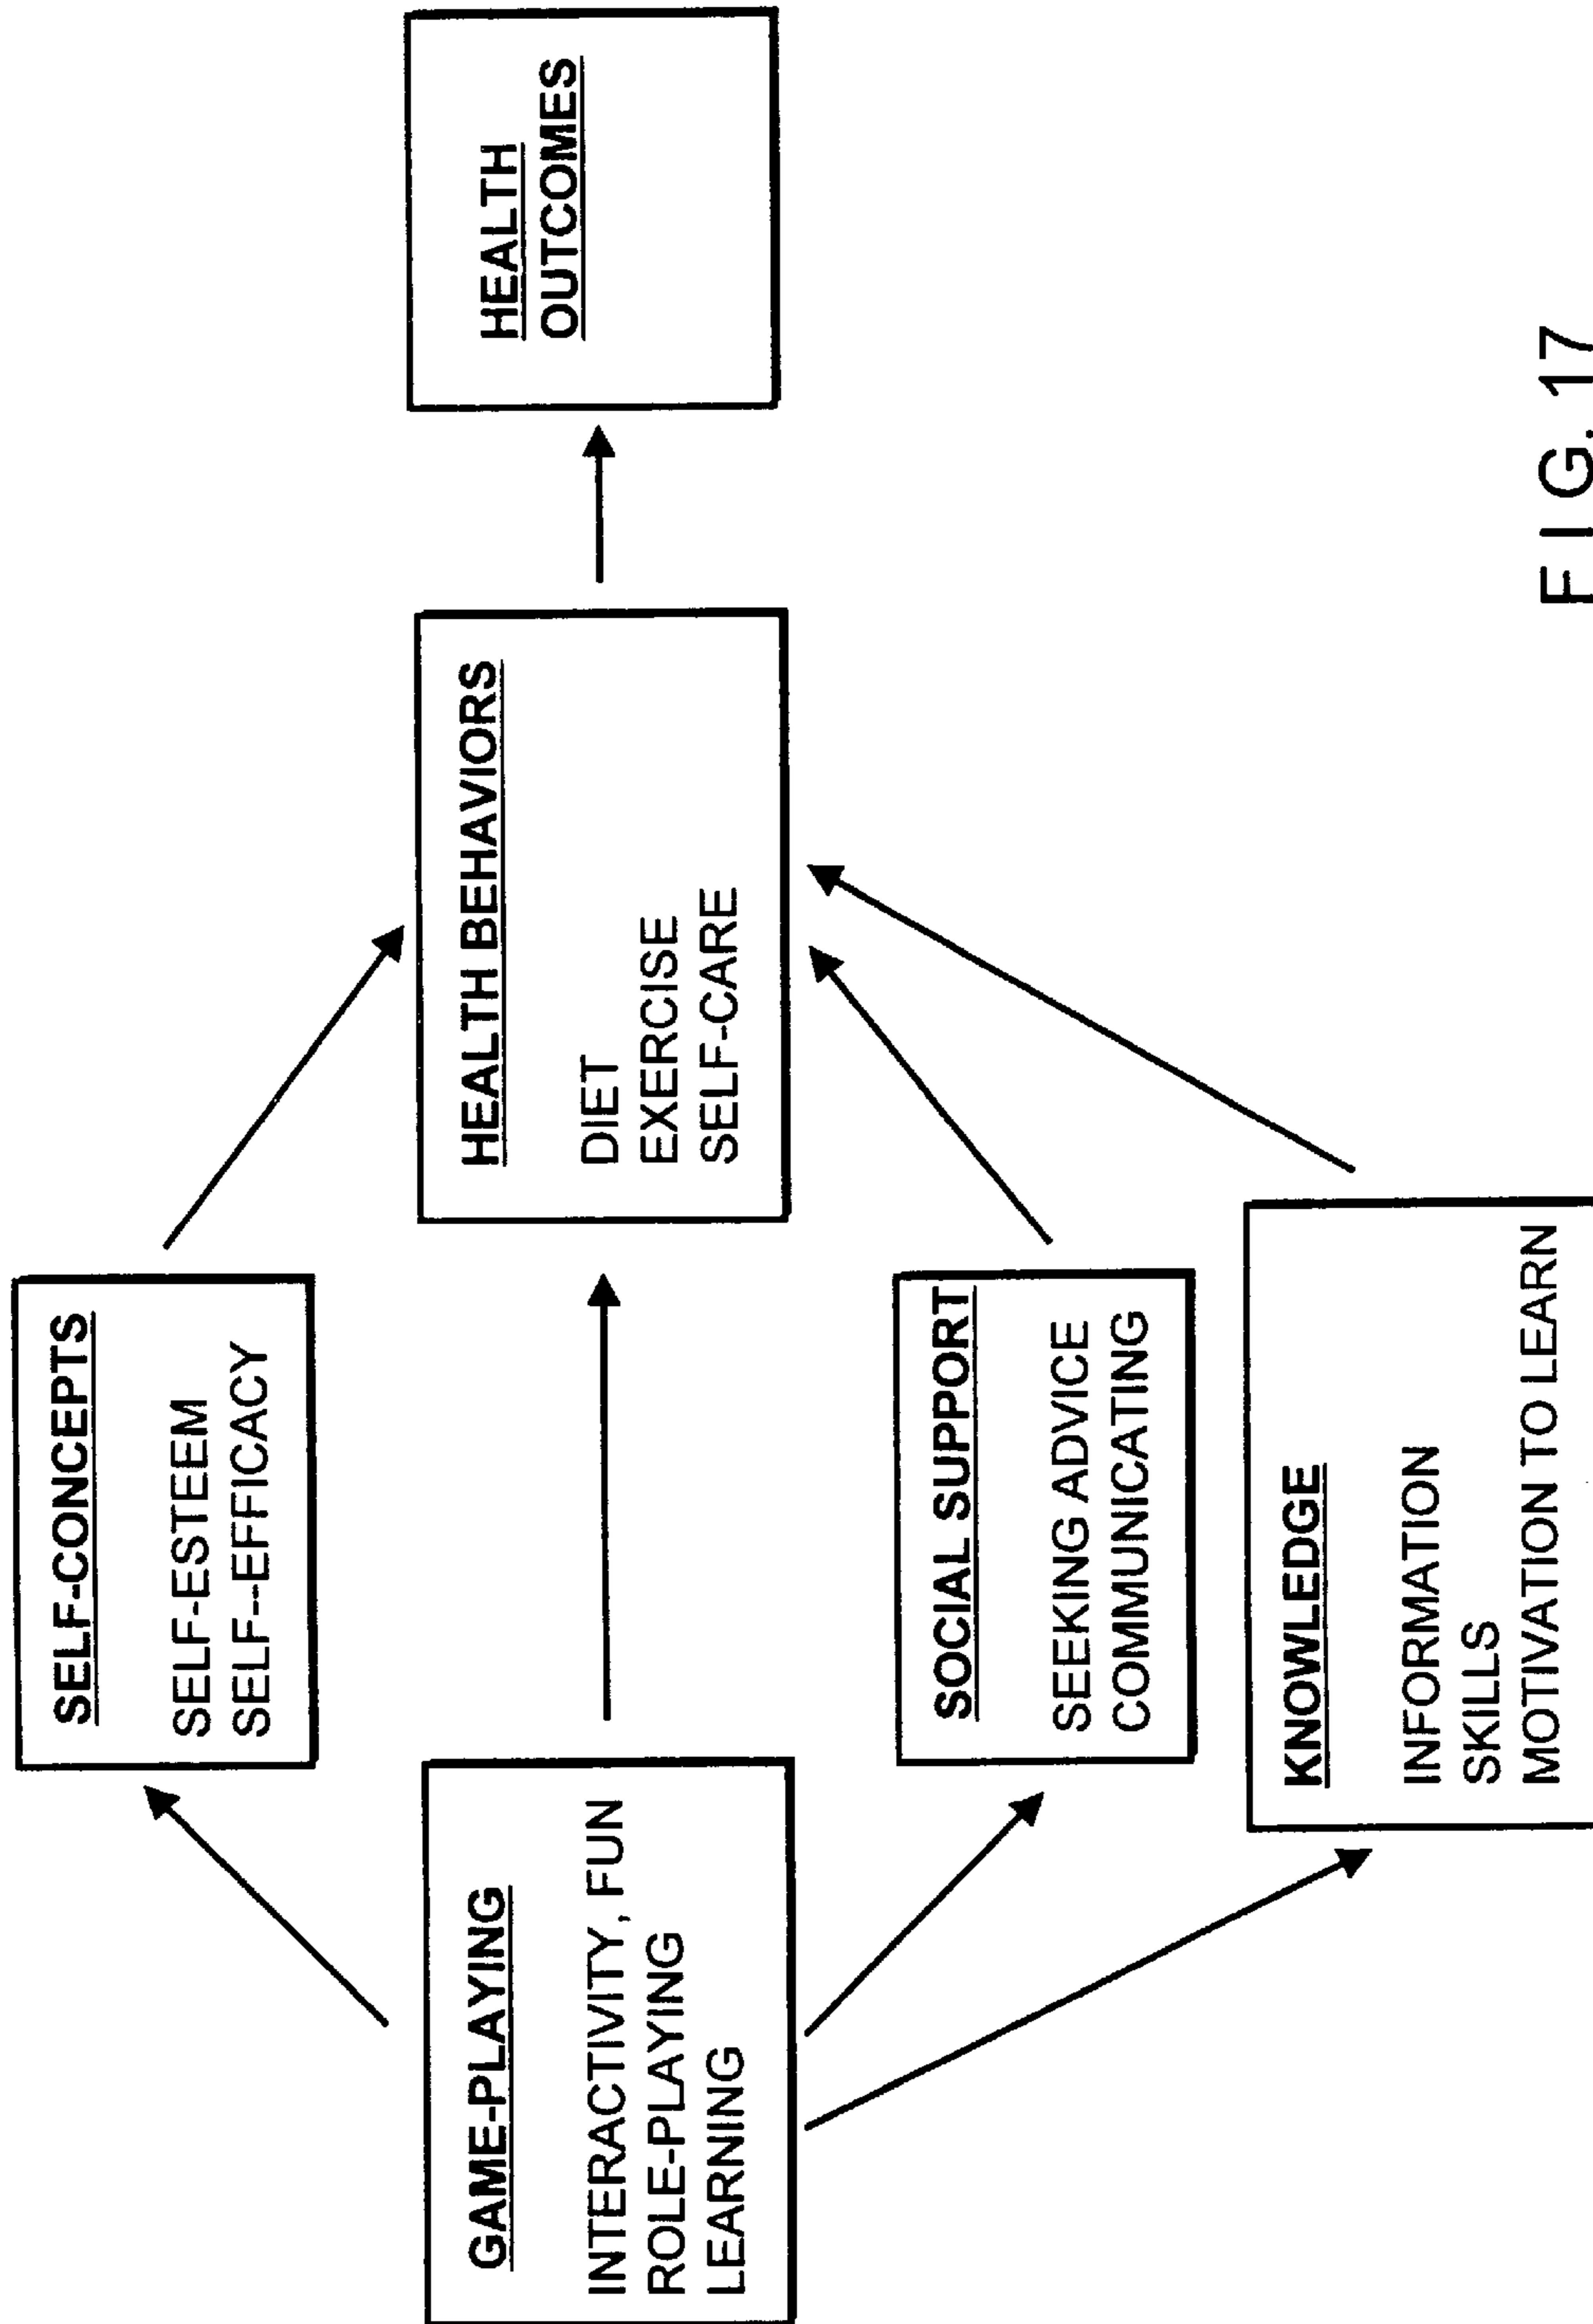 GAME-PLAYING
INTERACTIVITY, FUN
ROLE-PLAYING
LEARNING
SELF-CONCEPTS
SELF-ESTEEM
SELF--EFFICACY
SOCIAL SUPPORT
SEEKING ADVICE
COMMUNICATING
KNOWLEDGE
INFORMATION
SKILLS
MOTIVATION TO LEARN
HEALTH BEHAVIORS
DIET
EXERCISE
SELF-CARE
HEALTH
OUTCOMES
FIG. 17